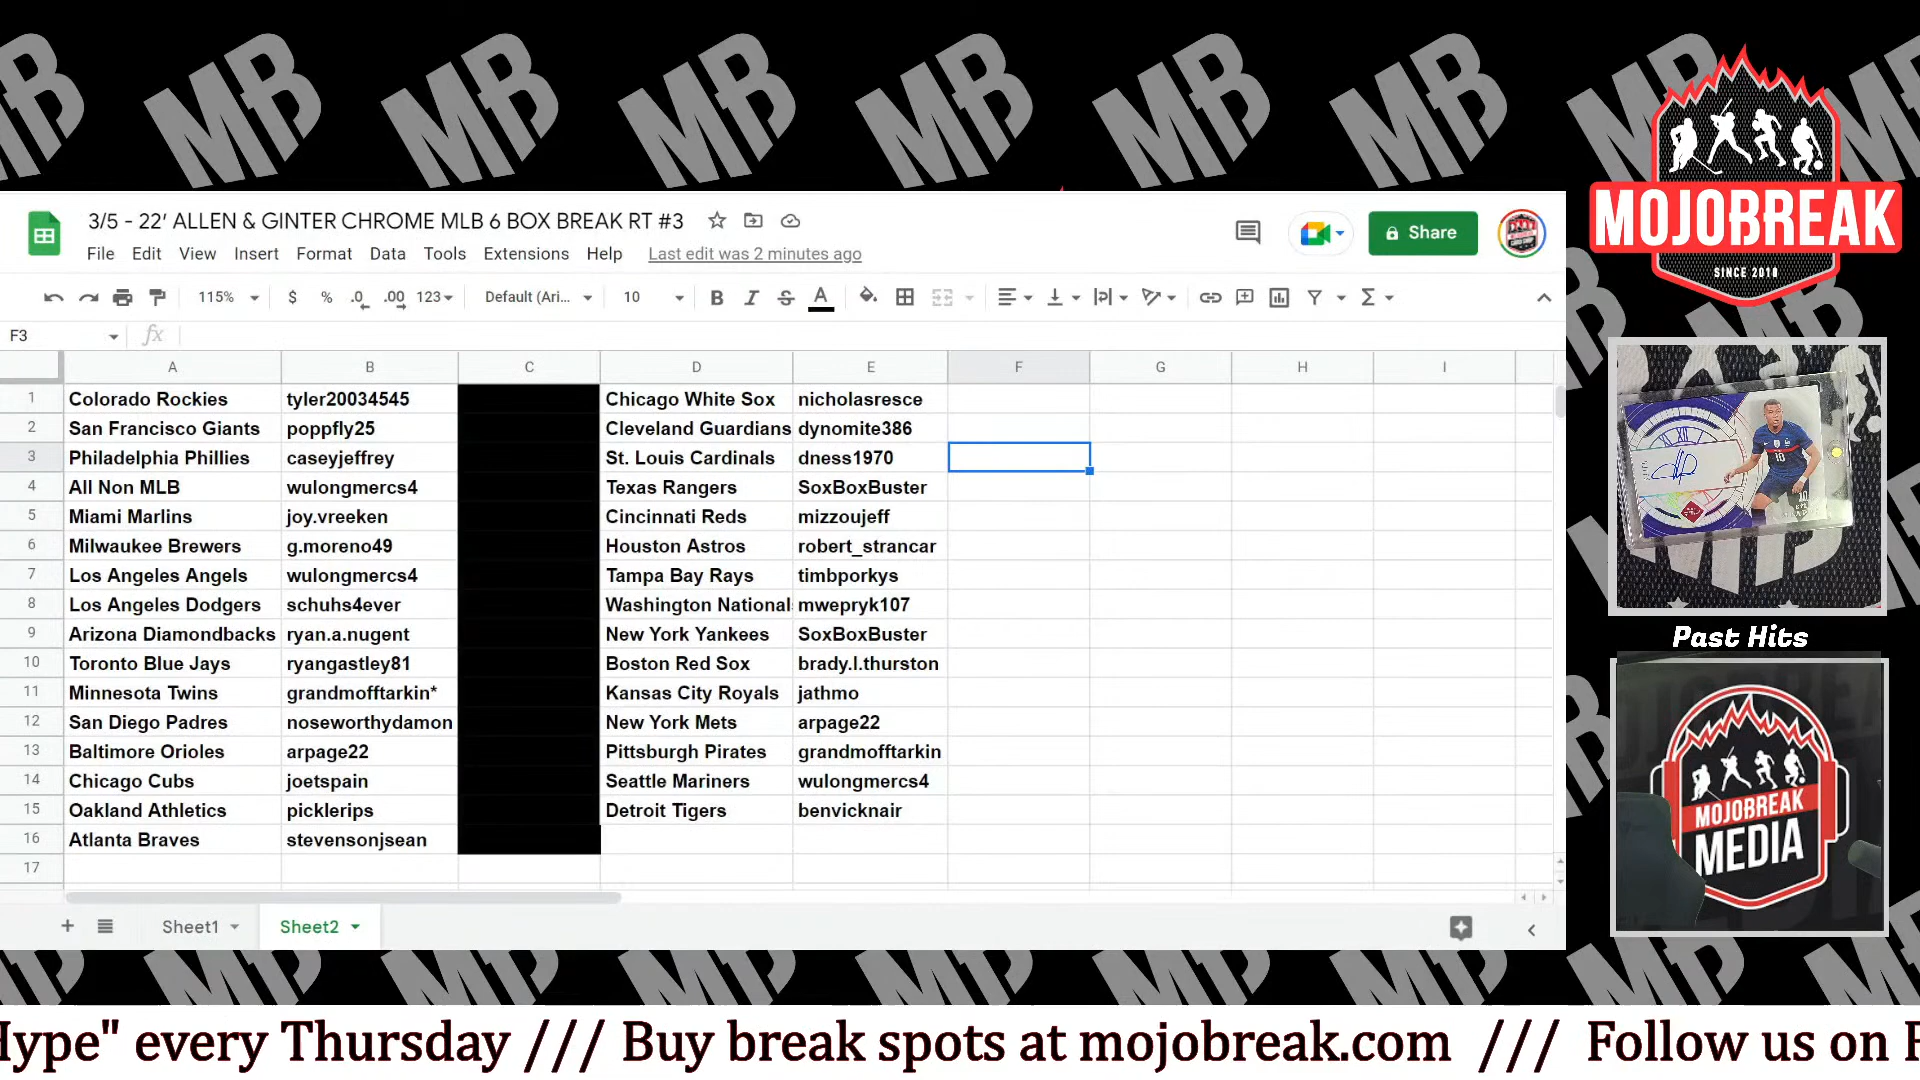 MB MB MB MB MB MB MB
MOJOBREAK
SINCE 2018
3/5 - 22’ ALLEN & GINTER CHROME MLB 6 BOX BREAK RT #3
Share
File Edit View Insert Format Data Tools Extensions Help Last edit was 2 minutes ago
115% $ % .0 .00 123 Default (Ari... 10 B I S A
F3 fx
A B C D E F G H I
1 Colorado Rockies tyler20034545 Chicago White Sox nicholasresce
2 San Francisco Giants poppfly25 Cleveland Guardians dynomite386
3 Philadelphia Phillies caseyjeffrey St. Louis Cardinals dness1970
4 All Non MLB wulongmercs4 Texas Rangers SoxBoxBuster
5 Miami Marlins joy.vreeken Cincinnati Reds mizzoujeff
6 Milwaukee Brewers g.moreno49 Houston Astros robert_strancar
7 Los Angeles Angels wulongmercs4 Tampa Bay Rays timbporkys
8 Los Angeles Dodgers schuhs4ever Washington National mwepryk107
9 Arizona Diamondbacks ryan.a.nugent New York Yankees SoxBoxBuster
10 Toronto Blue Jays ryangastley81 Boston Red Sox brady.l.thurston
11 Minnesota Twins grandmofftarkin* Kansas City Royals jathmo
12 San Diego Padres noseworthydamon New York Mets arpage22
13 Baltimore Orioles arpage22 Pittsburgh Pirates grandmofftarkin
14 Chicago Cubs joetspain Seattle Mariners wulongmercs4
15 Oakland Athletics picklerips Detroit Tigers benvicknair
16 Atlanta Braves stevensonjsean
17
Sheet1 Sheet2
Past Hits
MOJOBREAK
MEDIA
Hype" every Thursday /// Buy break spots at mojobreak.com /// Follow us on F